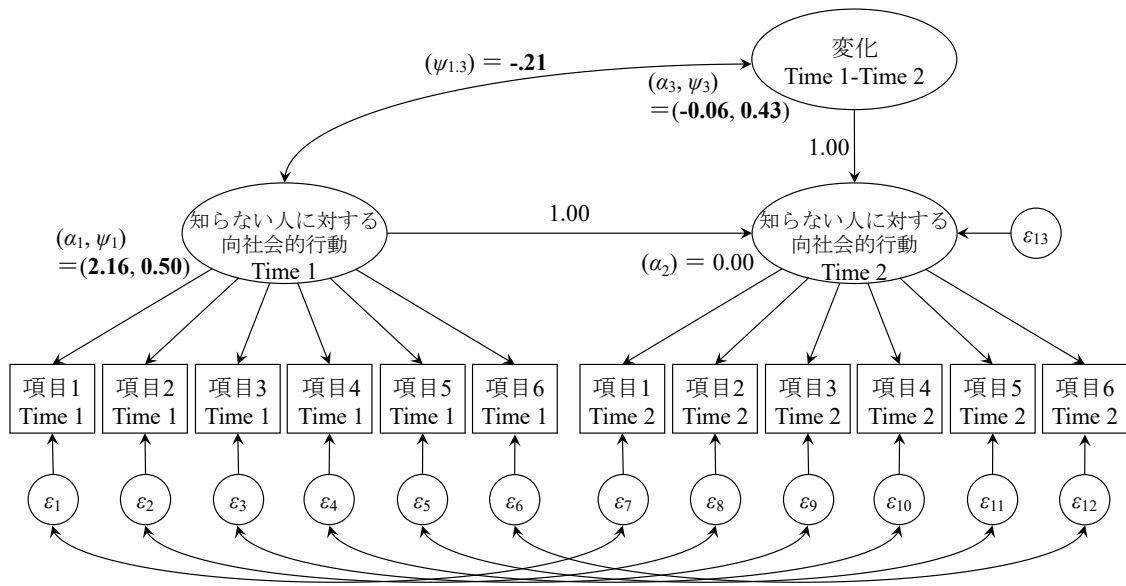 変化
Time 1-Time 2
(ψ1.3) = -.21
(α3, ψ3)
=(-0.06, 0.43)
1.00
知らない人に対する
向社会的行動
Time 1
(α1, ψ1)
=(2.16, 0.50)
1.00
知らない人に対する
向社会的行動
Time 2
(α2) = 0.00
ε13
項目1
Time 1
項目2
Time 1
項目3
Time 1
項目4
Time 1
項目5
Time 1
項目6
Time 1
項目1
Time 2
項目2
Time 2
項目3
Time 2
項目4
Time 2
項目5
Time 2
項目6
Time 2
ε1
ε2
ε3
ε4
ε5
ε6
ε7
ε8
ε9
ε10
ε11
ε12